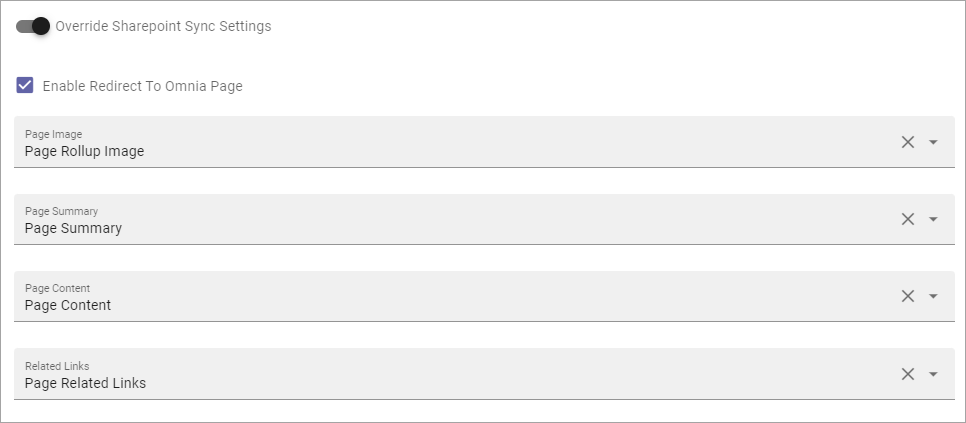 Override Sharepoint Sync Settings
Enable Redirect To Omnia Page
Page Image
Page Rollup Image
Page Summary
Page Summary
Page Content
Page Content
Related Links
Page Related Links